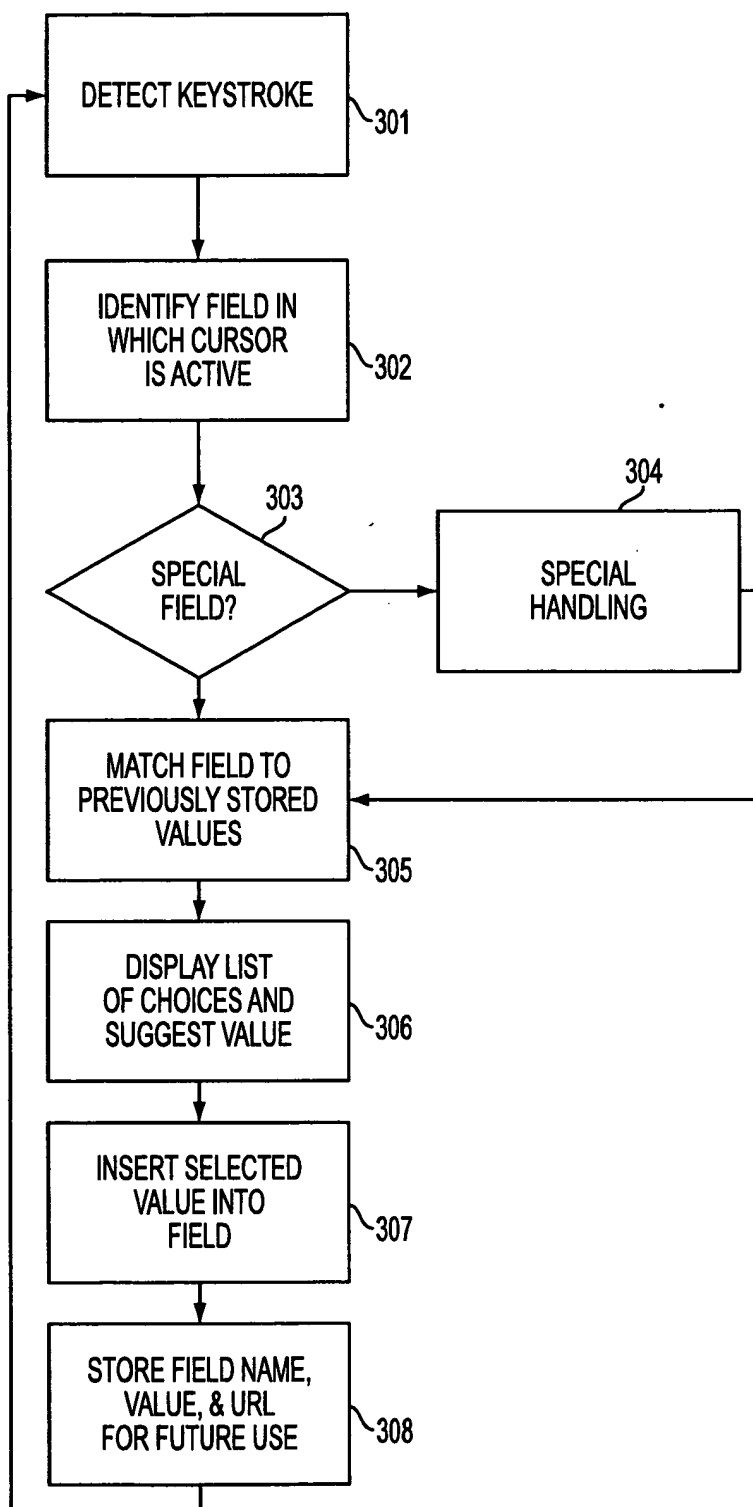 DETECT KEYSTROKE
301
IDENTIFY FIELD IN
WHICH CURSOR
IS ACTIVE
302
303
SPECIAL
FIELD?
304
SPECIAL
HANDLING
MATCH FIELD TO
PREVIOUSLY STORED
VALUES
305
DISPLAY LIST
OF CHOICES AND
SUGGEST VALUE
306
INSERT SELECTED
VALUE INTO
FIELD
307
STORE FIELD NAME,
VALUE, & URL
FOR FUTURE USE
308